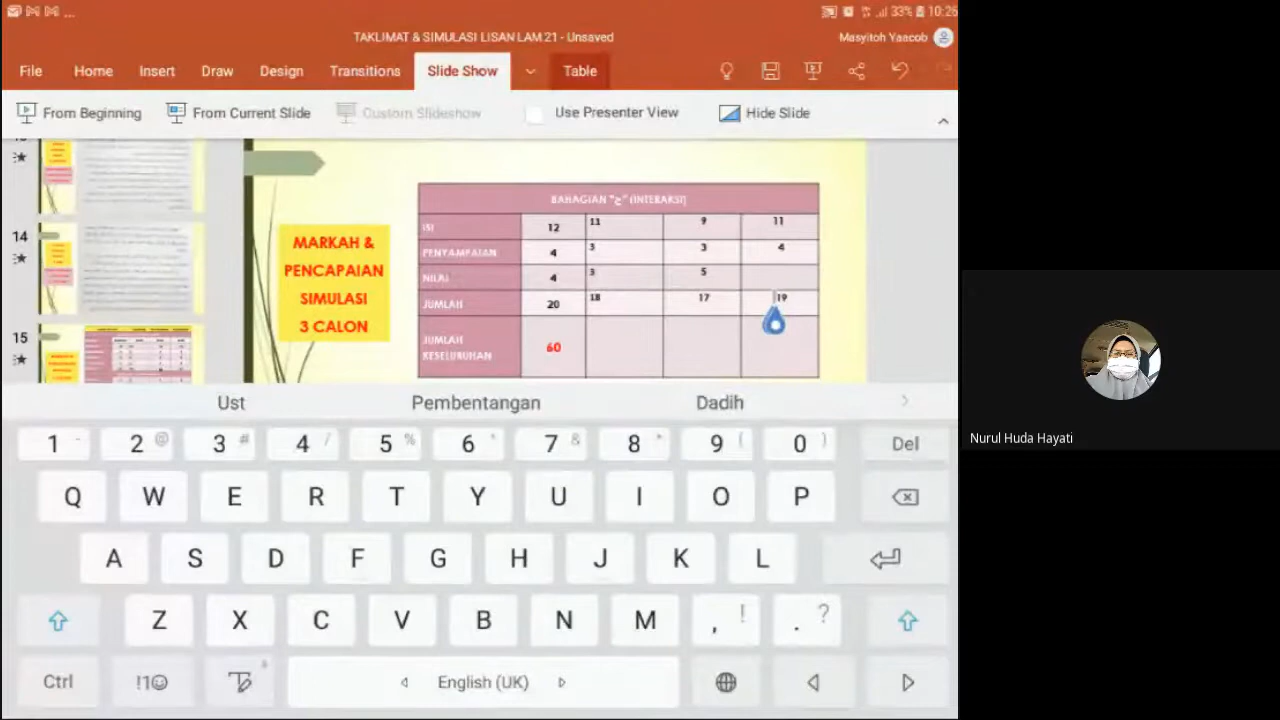 ... 33% 10:26
TAKLIMAT & SIMULASI LISAN LAM 21 - Unsaved
Masyitoh Yaacob
File Home Insert Draw Design Transitions Slide Show Table
From Beginning From Current Slide Custom Slideshow Use Presenter View Hide Slide
14
15
MARKAH &
PENCAPAIAN
SIMULASI
3 CALON
BAHAGIAN "ج" (INTERAKSI)
ISI 12 11 9 11
PENYAMPAIAN 4 3 3 4
NILAI 4 3 5
JUMLAH 20 18 17 19
JUMLAH
KESELURUHAN 60
Ust Pembentangan Dadih
1 - 2 @ 3 # 4 / 5 % 6 ^ 7 & 8 * 9 ( 0 ) Del
Q W E R T Y U I O P
A S D F G H J K L
Z X C V B N M , ! . ?
Ctrl !1☺ English (UK)
Nurul Huda Hayati